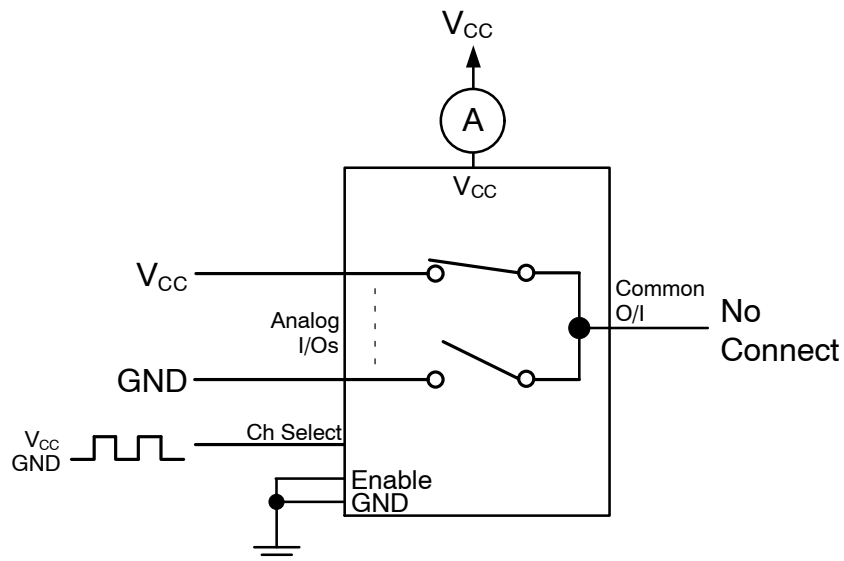 VCC
A
VCC
VCC
Analog
I/Os
Common
O/I
No
Connect
GND
Ch Select
VCC
GND
Enable
GND